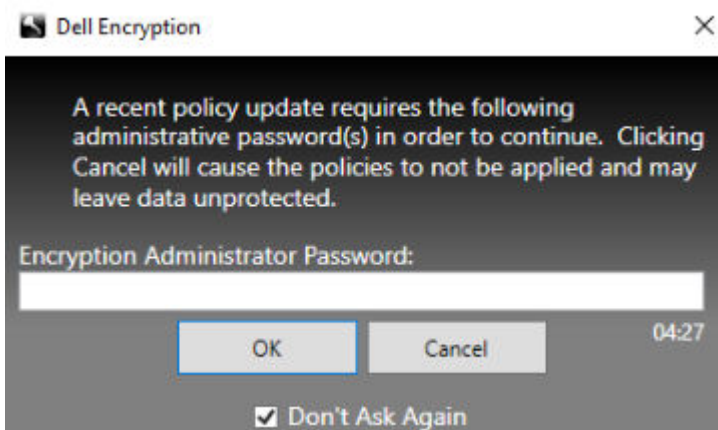 Dell Encryption
A recent policy update requires the following
administrative password(s) in order to continue.  Clicking
Cancel will cause the policies to not be applied and may
leave data unprotected.
Encryption Administrator Password:
OK
Cancel
04:27
Don't Ask Again